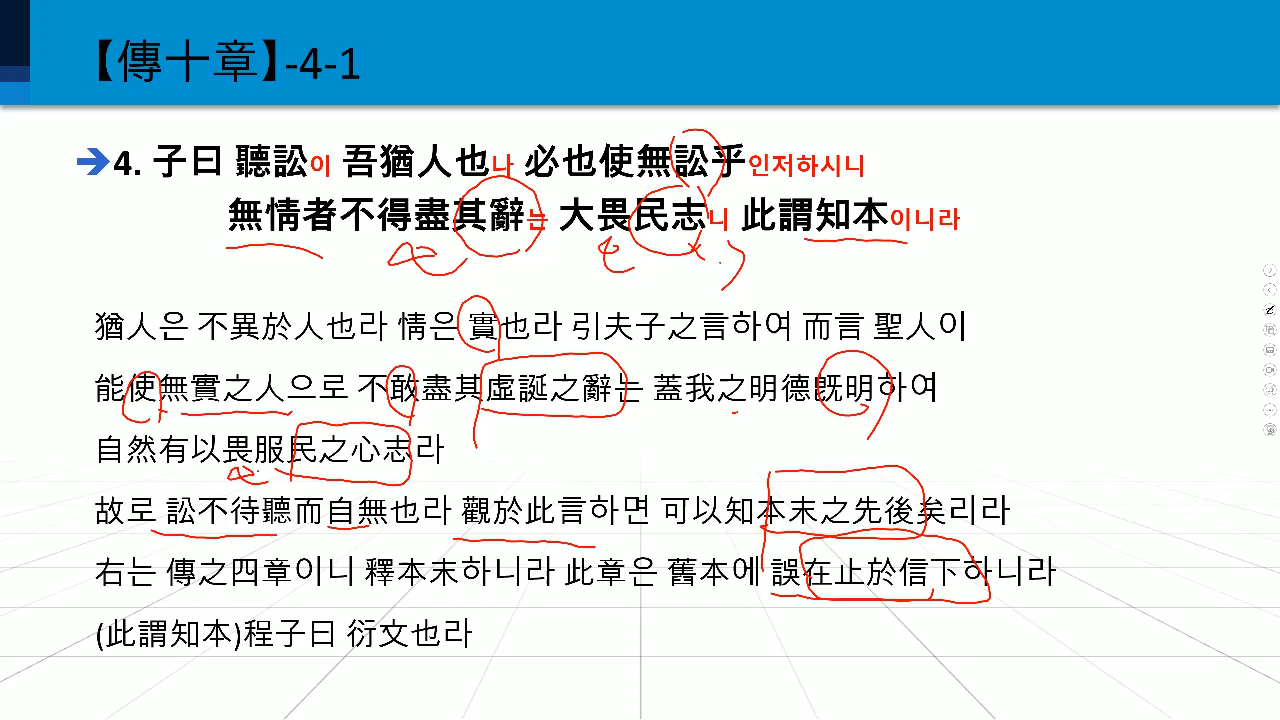 【傳十章】-4-1
4. 子曰 聽訟이 吾猶人也나 必也使無訟乎인저하시니
無情者不得盡其辭는 大畏民志니 此謂知本이니라
猶人은 不異於人也라 情은 實也라 引夫子之言하여 而言 聖人이
能使無實之人으로 不敢盡其虛誕之辭는 蓋我之明德旣明하여
自然有以畏服民之心志라
故로 訟不待聽而自無也라 觀於此言하면 可以知本末之先後矣리라
右는 傳之四章이니 釋本末하니라 此章은 舊本에 誤在止於信下하니라
(此謂知本)程子曰 衍文也라